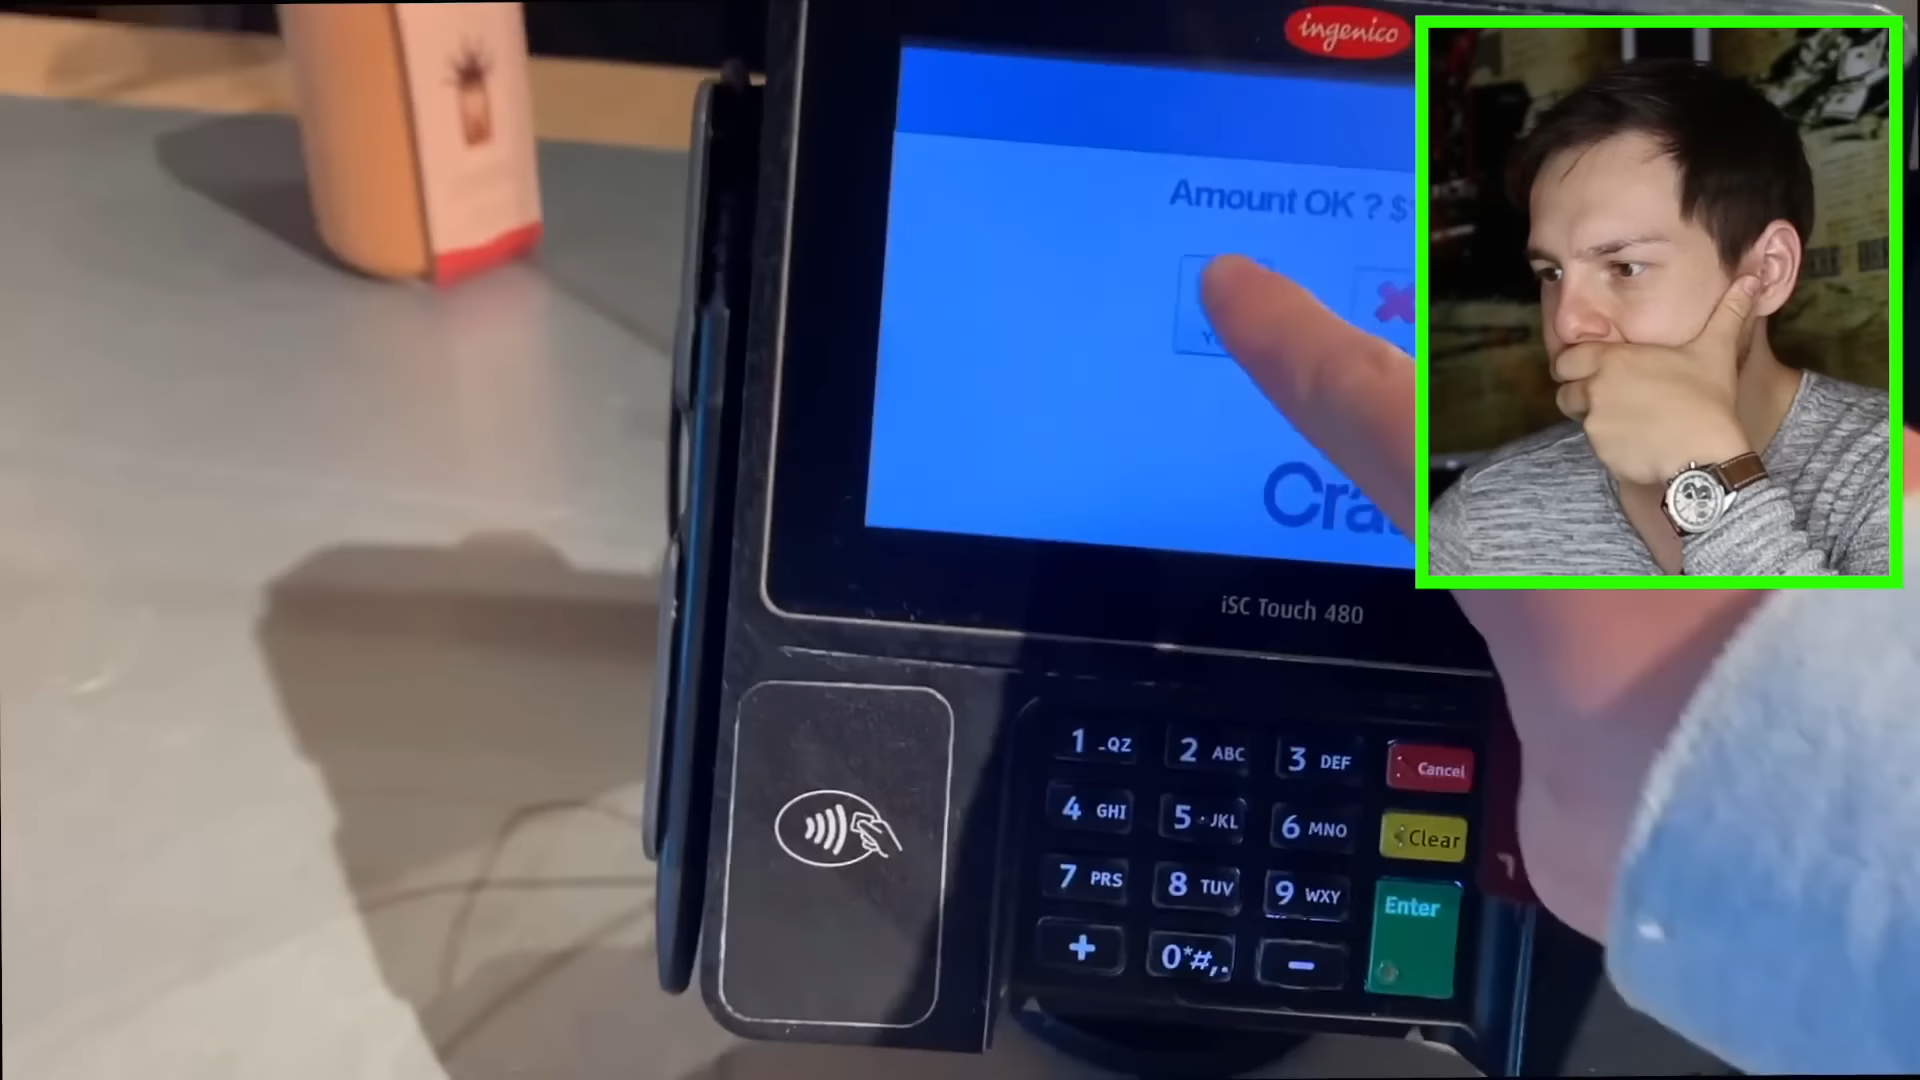 ingenico
Amount OK ? $
iSC Touch 480
1 -QZ
2 ABC
3 DEF
Cancel
4 GHI
5 JKL
6 MNO
Clear
7 PRS
8 TUV
9 WXY
Enter
+
0*#,.
-